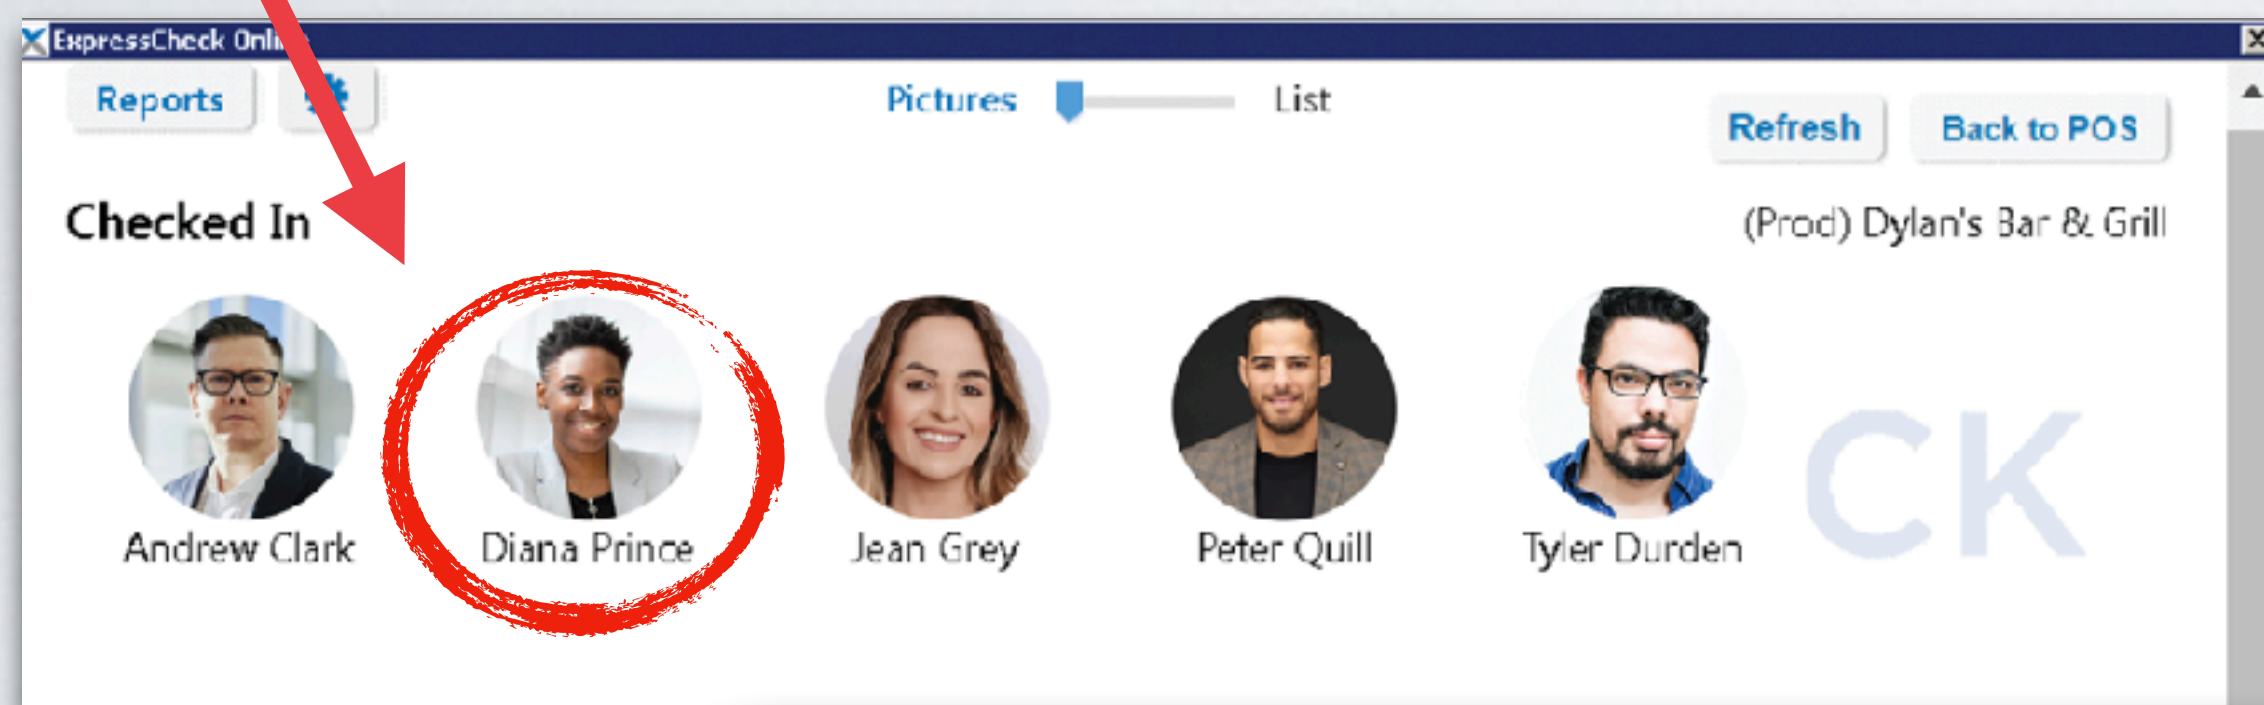 ExpressCheck Online
Reports
Pictures List
Refresh Back to POS
Checked In
(Prod) Dylan's Bar & Grill
CK
Andrew Clark Diana Prince Jean Grey Peter Quill Tyler Durden